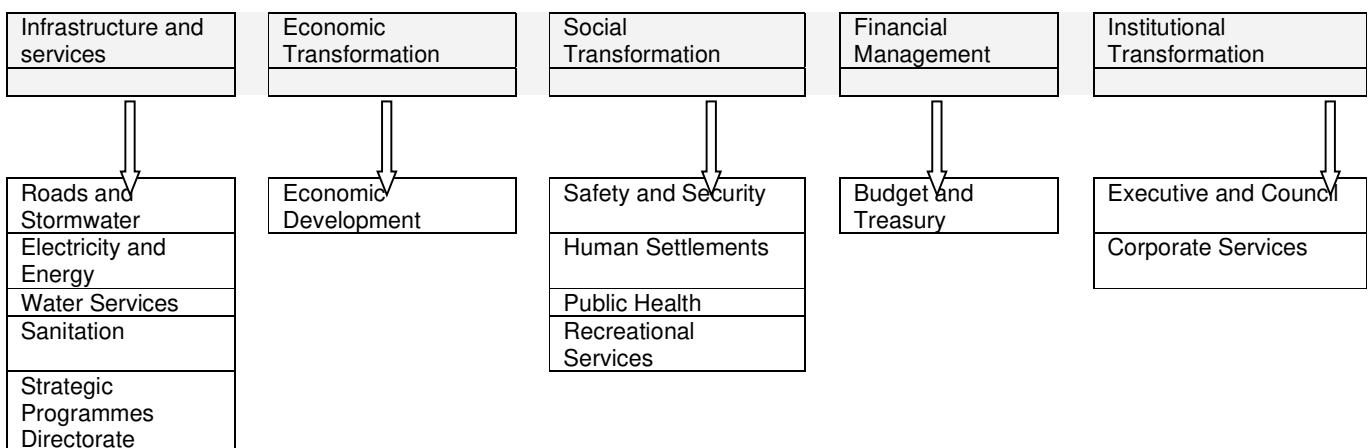 Infrastructure and
services
Economic
Transformation
Social
Transformation
Financial
Management
Institutional
Transformation
Roads and
Stormwater
Electricity and
Energy
Water Services
Sanitation
Strategic
Programmes
Directorate
Economic
Development
Safety and Security
Human Settlements
Public Health
Recreational
Services
Budget and
Treasury
Executive and Council
Corporate Services